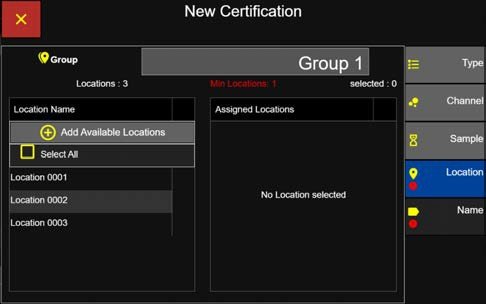 New Certification
Group
Group 1
Locations : 3
Min Locations: 1
selected : 0
Location Name
Assigned Locations
Add Available Locations
Select All
Location 0001
Location 0002
Location 0003
No Location selected
Type
Channel
Sample
Location
Name